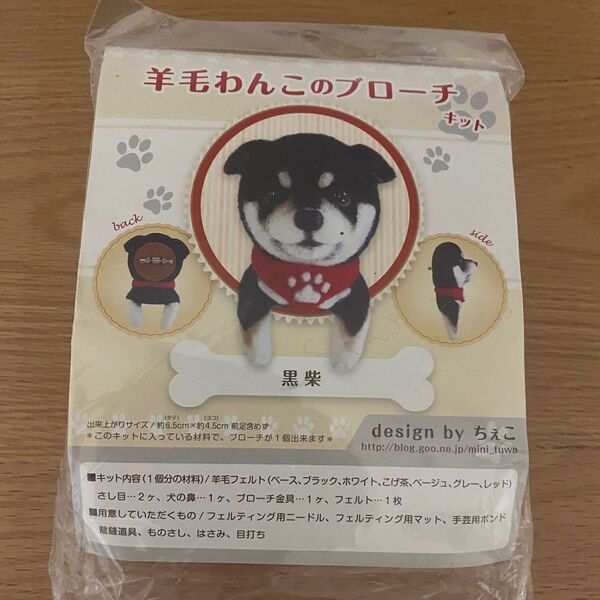 羊毛わんこのブローチ
キット
back
side
黒柴
(タテ) (ヨコ)
出来上がりサイズ/約6.5cm×約4.5cm 前足含めず
＊このキットに入っている材料で、ブローチが1個出来ます＊
design by ちぇこ
http://blog.goo.ne.jp/mini_fuwa
■キット内容(1個分の材料)/羊毛フェルト(ベース、ブラック、ホワイト、こげ茶、ベージュ、グレー、レッド)
さし目…2ヶ、犬の鼻…1ヶ、ブローチ金具…1ヶ、フェルト…1枚
■用意していただくもの/フェルティング用ニードル、フェルティング用マット、手芸用ボンド
裁縫道具、ものさし、はさみ、目打ち